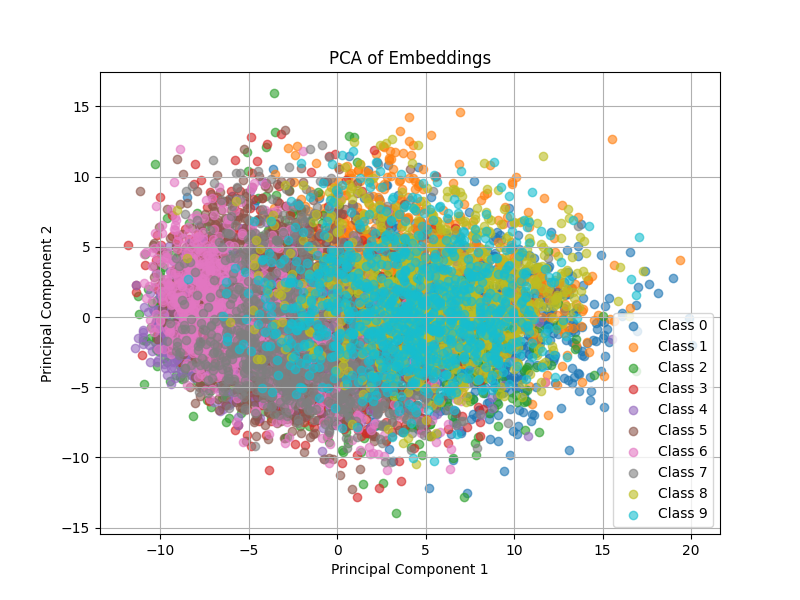 PCA of Embeddings
Principal Component 2
15
10
5
0
−5
−10
−15
−10
−5
0
5
10
15
20
Principal Component 1
Class 0
Class 1
Class 2
Class 3
Class 4
Class 5
Class 6
Class 7
Class 8
Class 9